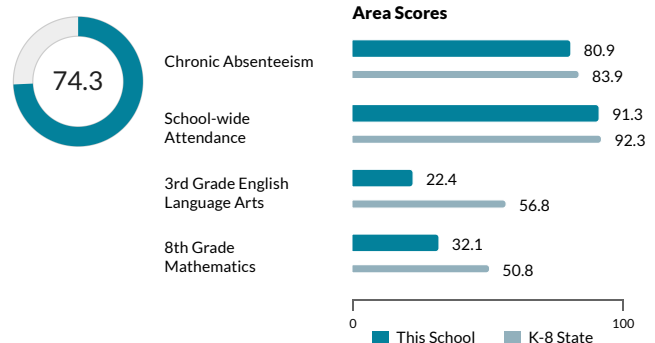 74.3
Area Scores
Chronic Absenteeism
80.9
83.9
School-wide
Attendance
91.3
92.3
3rd Grade English
Language Arts
22.4
56.8
8th Grade
Mathematics
32.1
50.8
0
100
This School
K-8 State